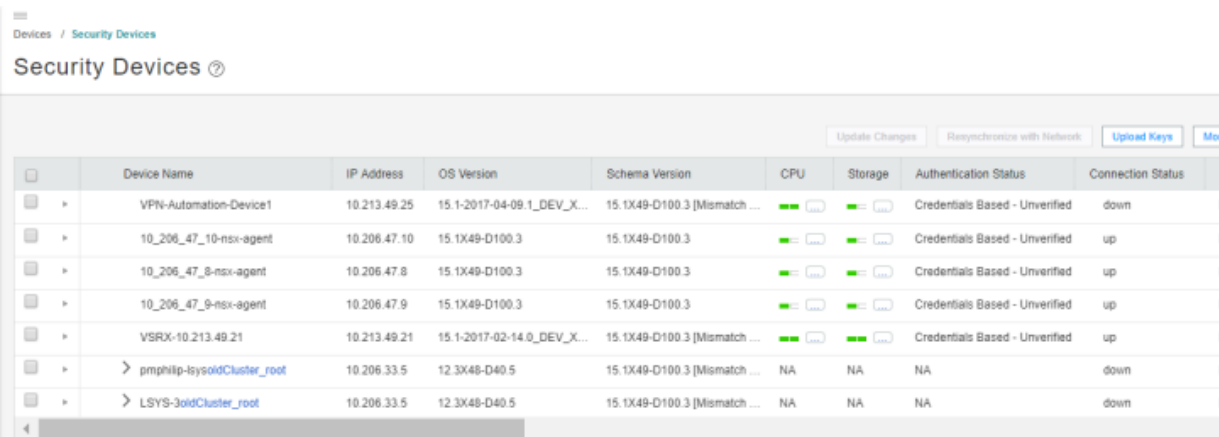 Devices / Security Devices
Security Devices ?
Update Changes Resynchronize with Network Upload Keys Mo
Device Name IP Address OS Version Schema Version CPU Storage Authentication Status Connection Status
VPN-Automation-Device1 10.213.49.25 15.1-2017-04-09.1_DEV_X... 15.1X49-D100.3 [Mismatch ... ... ... Credentials Based - Unverified down
10_206_47_10-nsx-agent 10.206.47.10 15.1X49-D100.3 15.1X49-D100.3 ... ... Credentials Based - Unverified up
10_206_47_8-nsx-agent 10.206.47.8 15.1X49-D100.3 15.1X49-D100.3 ... ... Credentials Based - Unverified up
10_206_47_9-nsx-agent 10.206.47.9 15.1X49-D100.3 15.1X49-D100.3 ... ... Credentials Based - Unverified up
VSRX-10.213.49.21 10.213.49.21 15.1-2017-02-14.0_DEV_X... 15.1X49-D100.3 [Mismatch ... ... ... Credentials Based - Unverified up
pmphilip-lsysoldCluster_root 10.206.33.5 12.3X48-D40.5 15.1X49-D100.3 [Mismatch ... NA NA NA down
LSYS-3oldCluster_root 10.206.33.5 12.3X48-D40.5 15.1X49-D100.3 [Mismatch ... NA NA NA down